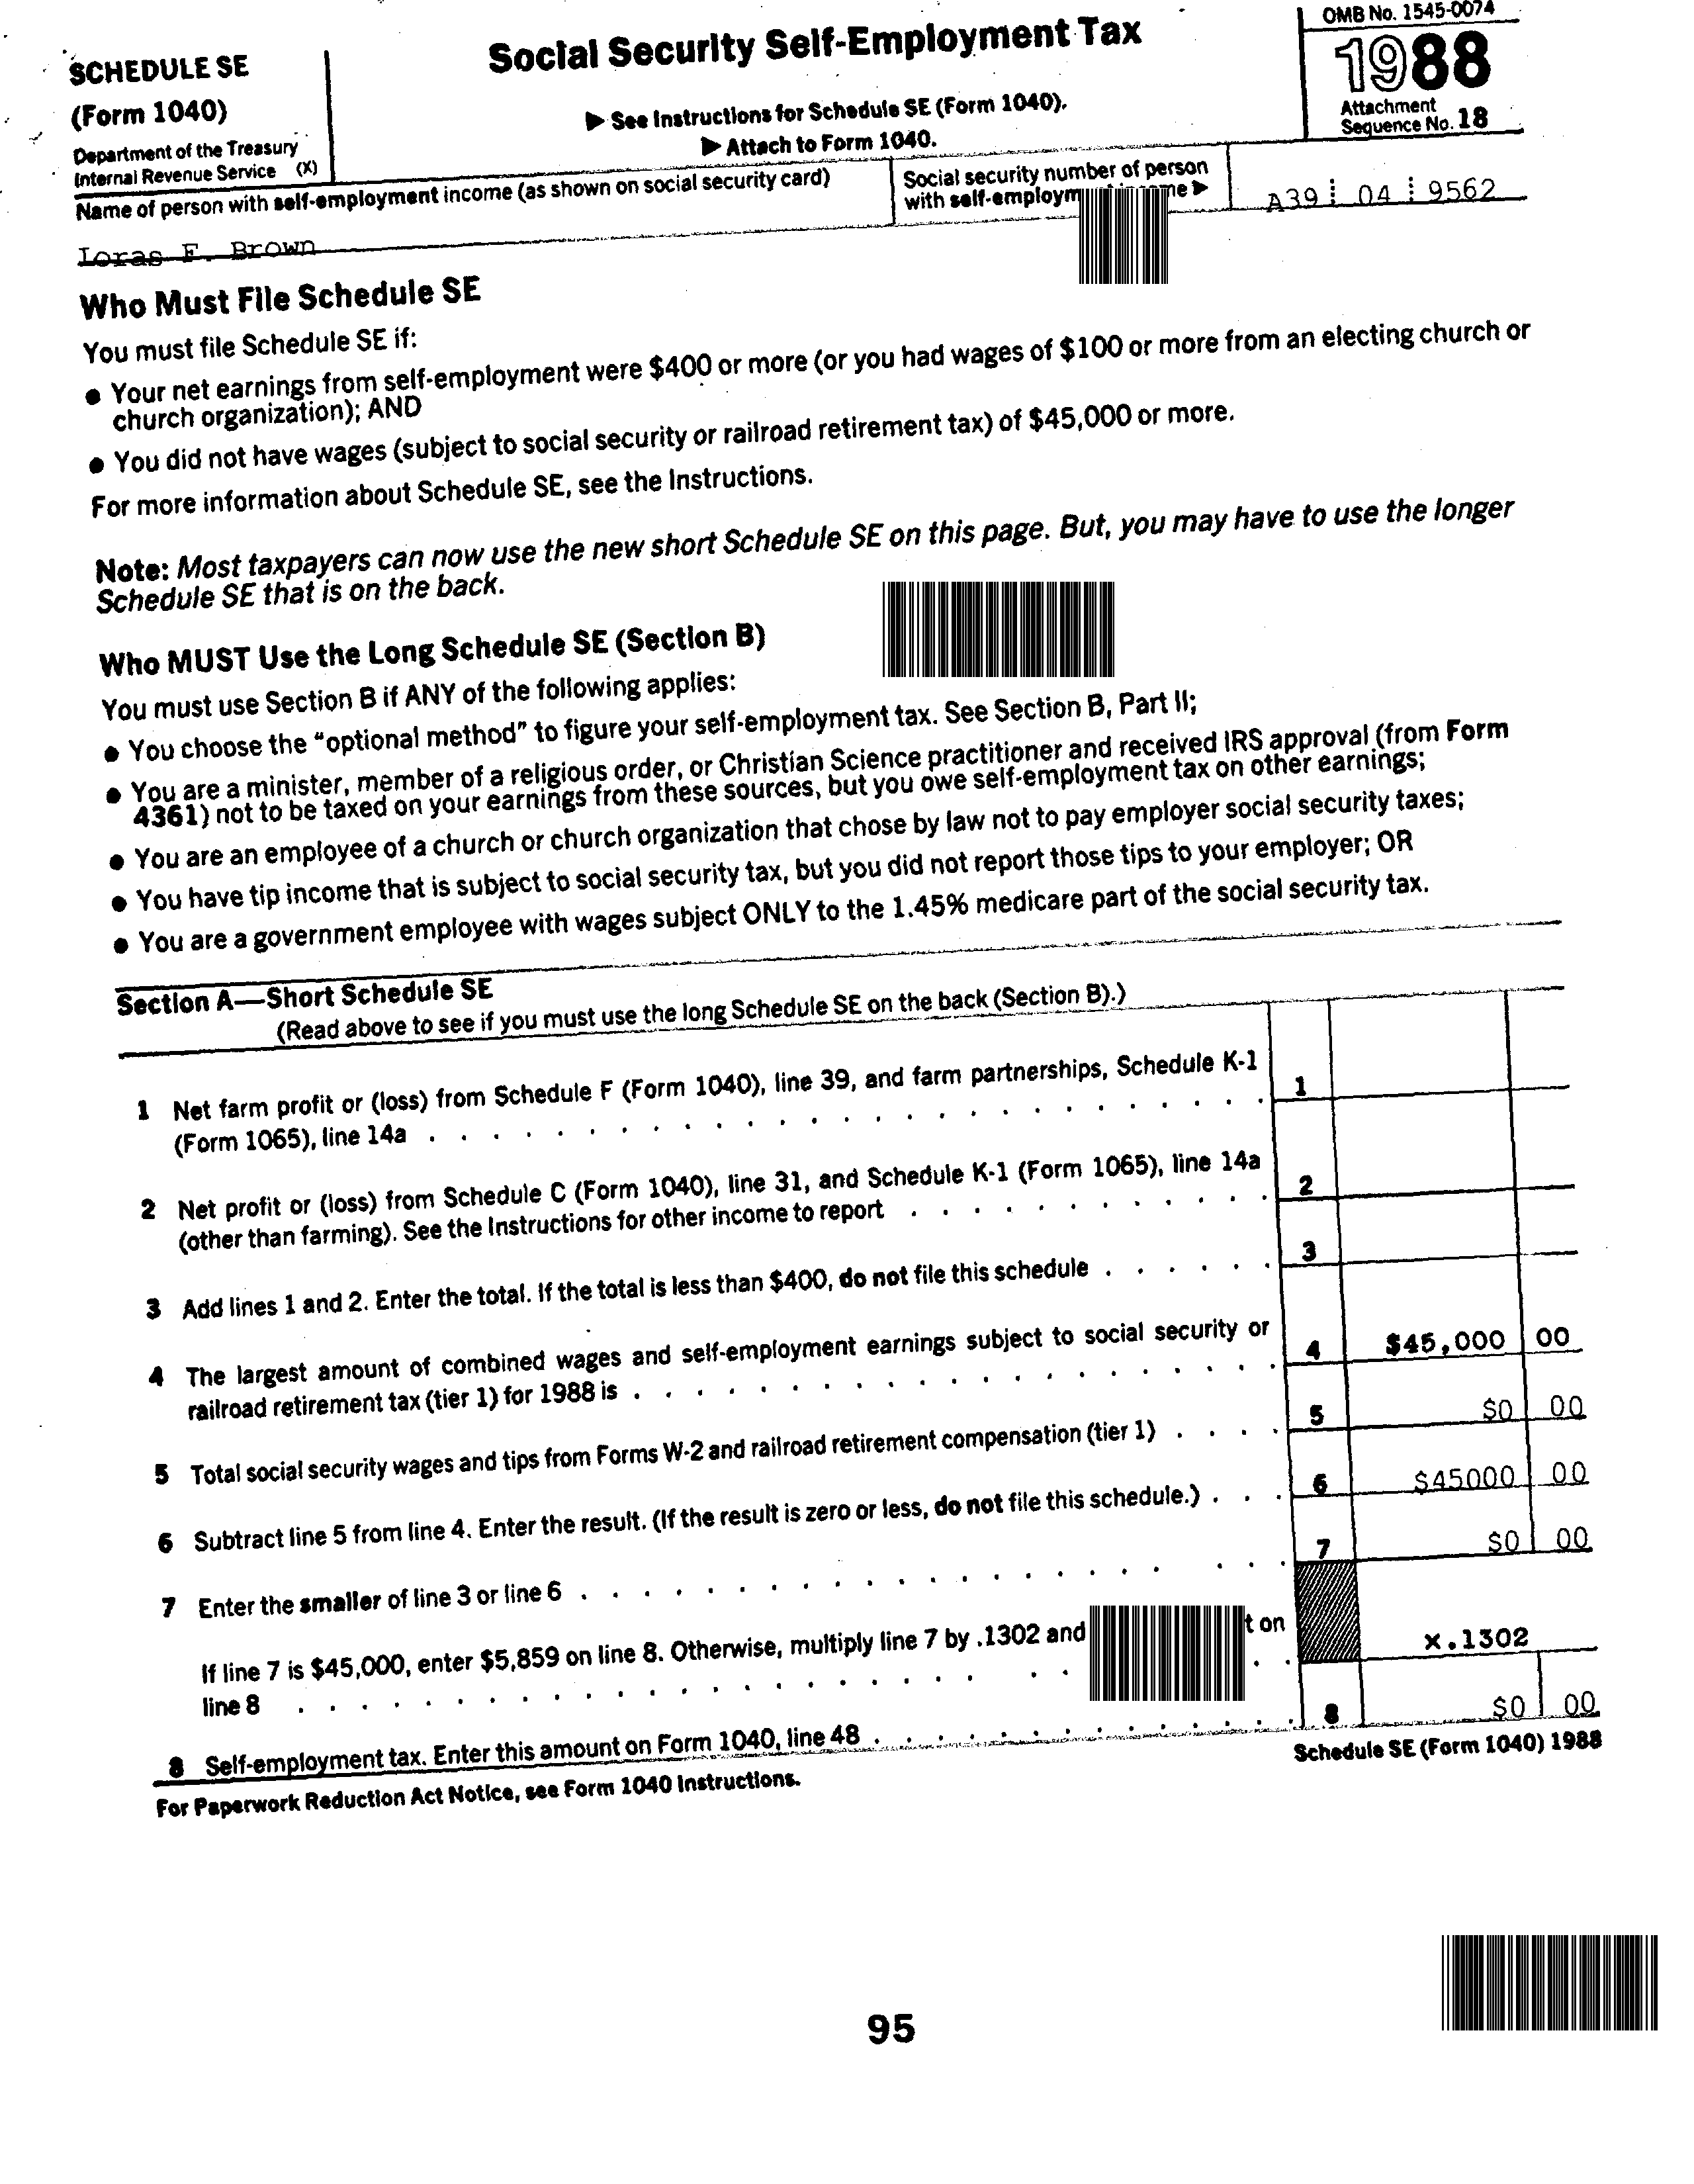 SCHEDULE SE
(Form 1040)
Department of the Treasury
Internal Revenue Service (X)
Social Security Self-Employment Tax
▶ See Instructions for Schedule SE (Form 1040).
▶ Attach to Form 1040.
OMB No. 1545-0074
1988
Attachment
Sequence No. 18
Name of person with self-employment income (as shown on social security card)
Loras F. Brown
Social security number of person
with self-employm me ▶
A39 04 9562
Who Must File Schedule SE
You must file Schedule SE if:
● Your net earnings from self-employment were $400 or more (or you had wages of $100 or more from an electing church or
church organization); AND
● You did not have wages (subject to social security or railroad retirement tax) of $45,000 or more.
For more information about Schedule SE, see the Instructions.
Note: Most taxpayers can now use the new short Schedule SE on this page. But, you may have to use the longer
Schedule SE that is on the back.
Who MUST Use the Long Schedule SE (Section B)
You must use Section B if ANY of the following applies:
● You choose the "optional method" to figure your self-employment tax. See Section B, Part II;
● You are a minister, member of a religious order, or Christian Science practitioner and received IRS approval (from Form
4361) not to be taxed on your earnings from these sources, but you owe self-employment tax on other earnings;
● You are an employee of a church or church organization that chose by law not to pay employer social security taxes;
● You have tip income that is subject to social security tax, but you did not report those tips to your employer; OR
● You are a government employee with wages subject ONLY to the 1.45% medicare part of the social security tax.
Section A—Short Schedule SE
(Read above to see if you must use the long Schedule SE on the back (Section B).)
1 Net farm profit or (loss) from Schedule F (Form 1040), line 39, and farm partnerships, Schedule K-1
(Form 1065), line 14a . . . 1
2 Net profit or (loss) from Schedule C (Form 1040), line 31, and Schedule K-1 (Form 1065), line 14a
(other than farming). See the Instructions for other income to report . . . 2
3 Add lines 1 and 2. Enter the total. If the total is less than $400, do not file this schedule . . . 3
4 The largest amount of combined wages and self-employment earnings subject to social security or
railroad retirement tax (tier 1) for 1988 is . . . 4 $45,000 00
5 Total social security wages and tips from Forms W-2 and railroad retirement compensation (tier 1) . . . 5 $0 00
6 Subtract line 5 from line 4. Enter the result. (If the result is zero or less, do not file this schedule.) . . . 6 $45000 00
7 Enter the smaller of line 3 or line 6 . . . 7 $0 00
If line 7 is $45,000, enter $5,859 on line 8. Otherwise, multiply line 7 by .1302 and t on
line 8 . . . x.1302
8 Self-employment tax. Enter this amount on Form 1040, line 48 . . . 8 $0 00
For Paperwork Reduction Act Notice, see Form 1040 Instructions.
Schedule SE (Form 1040) 1988
95